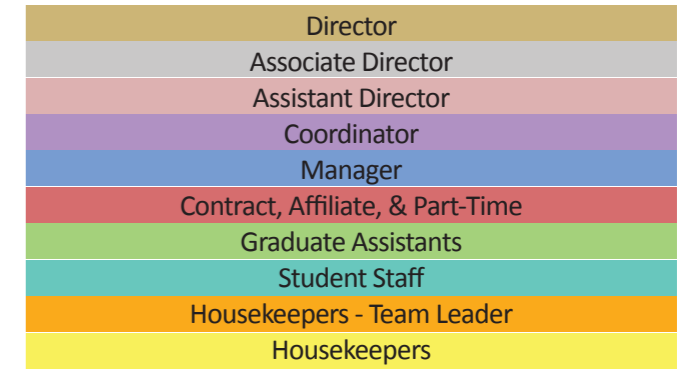 Director
Associate Director
Assistant Director
Coordinator
Manager
Contract, Affiliate, & Part-Time
Graduate Assistants
Student Staff
Housekeepers - Team Leader
Housekeepers